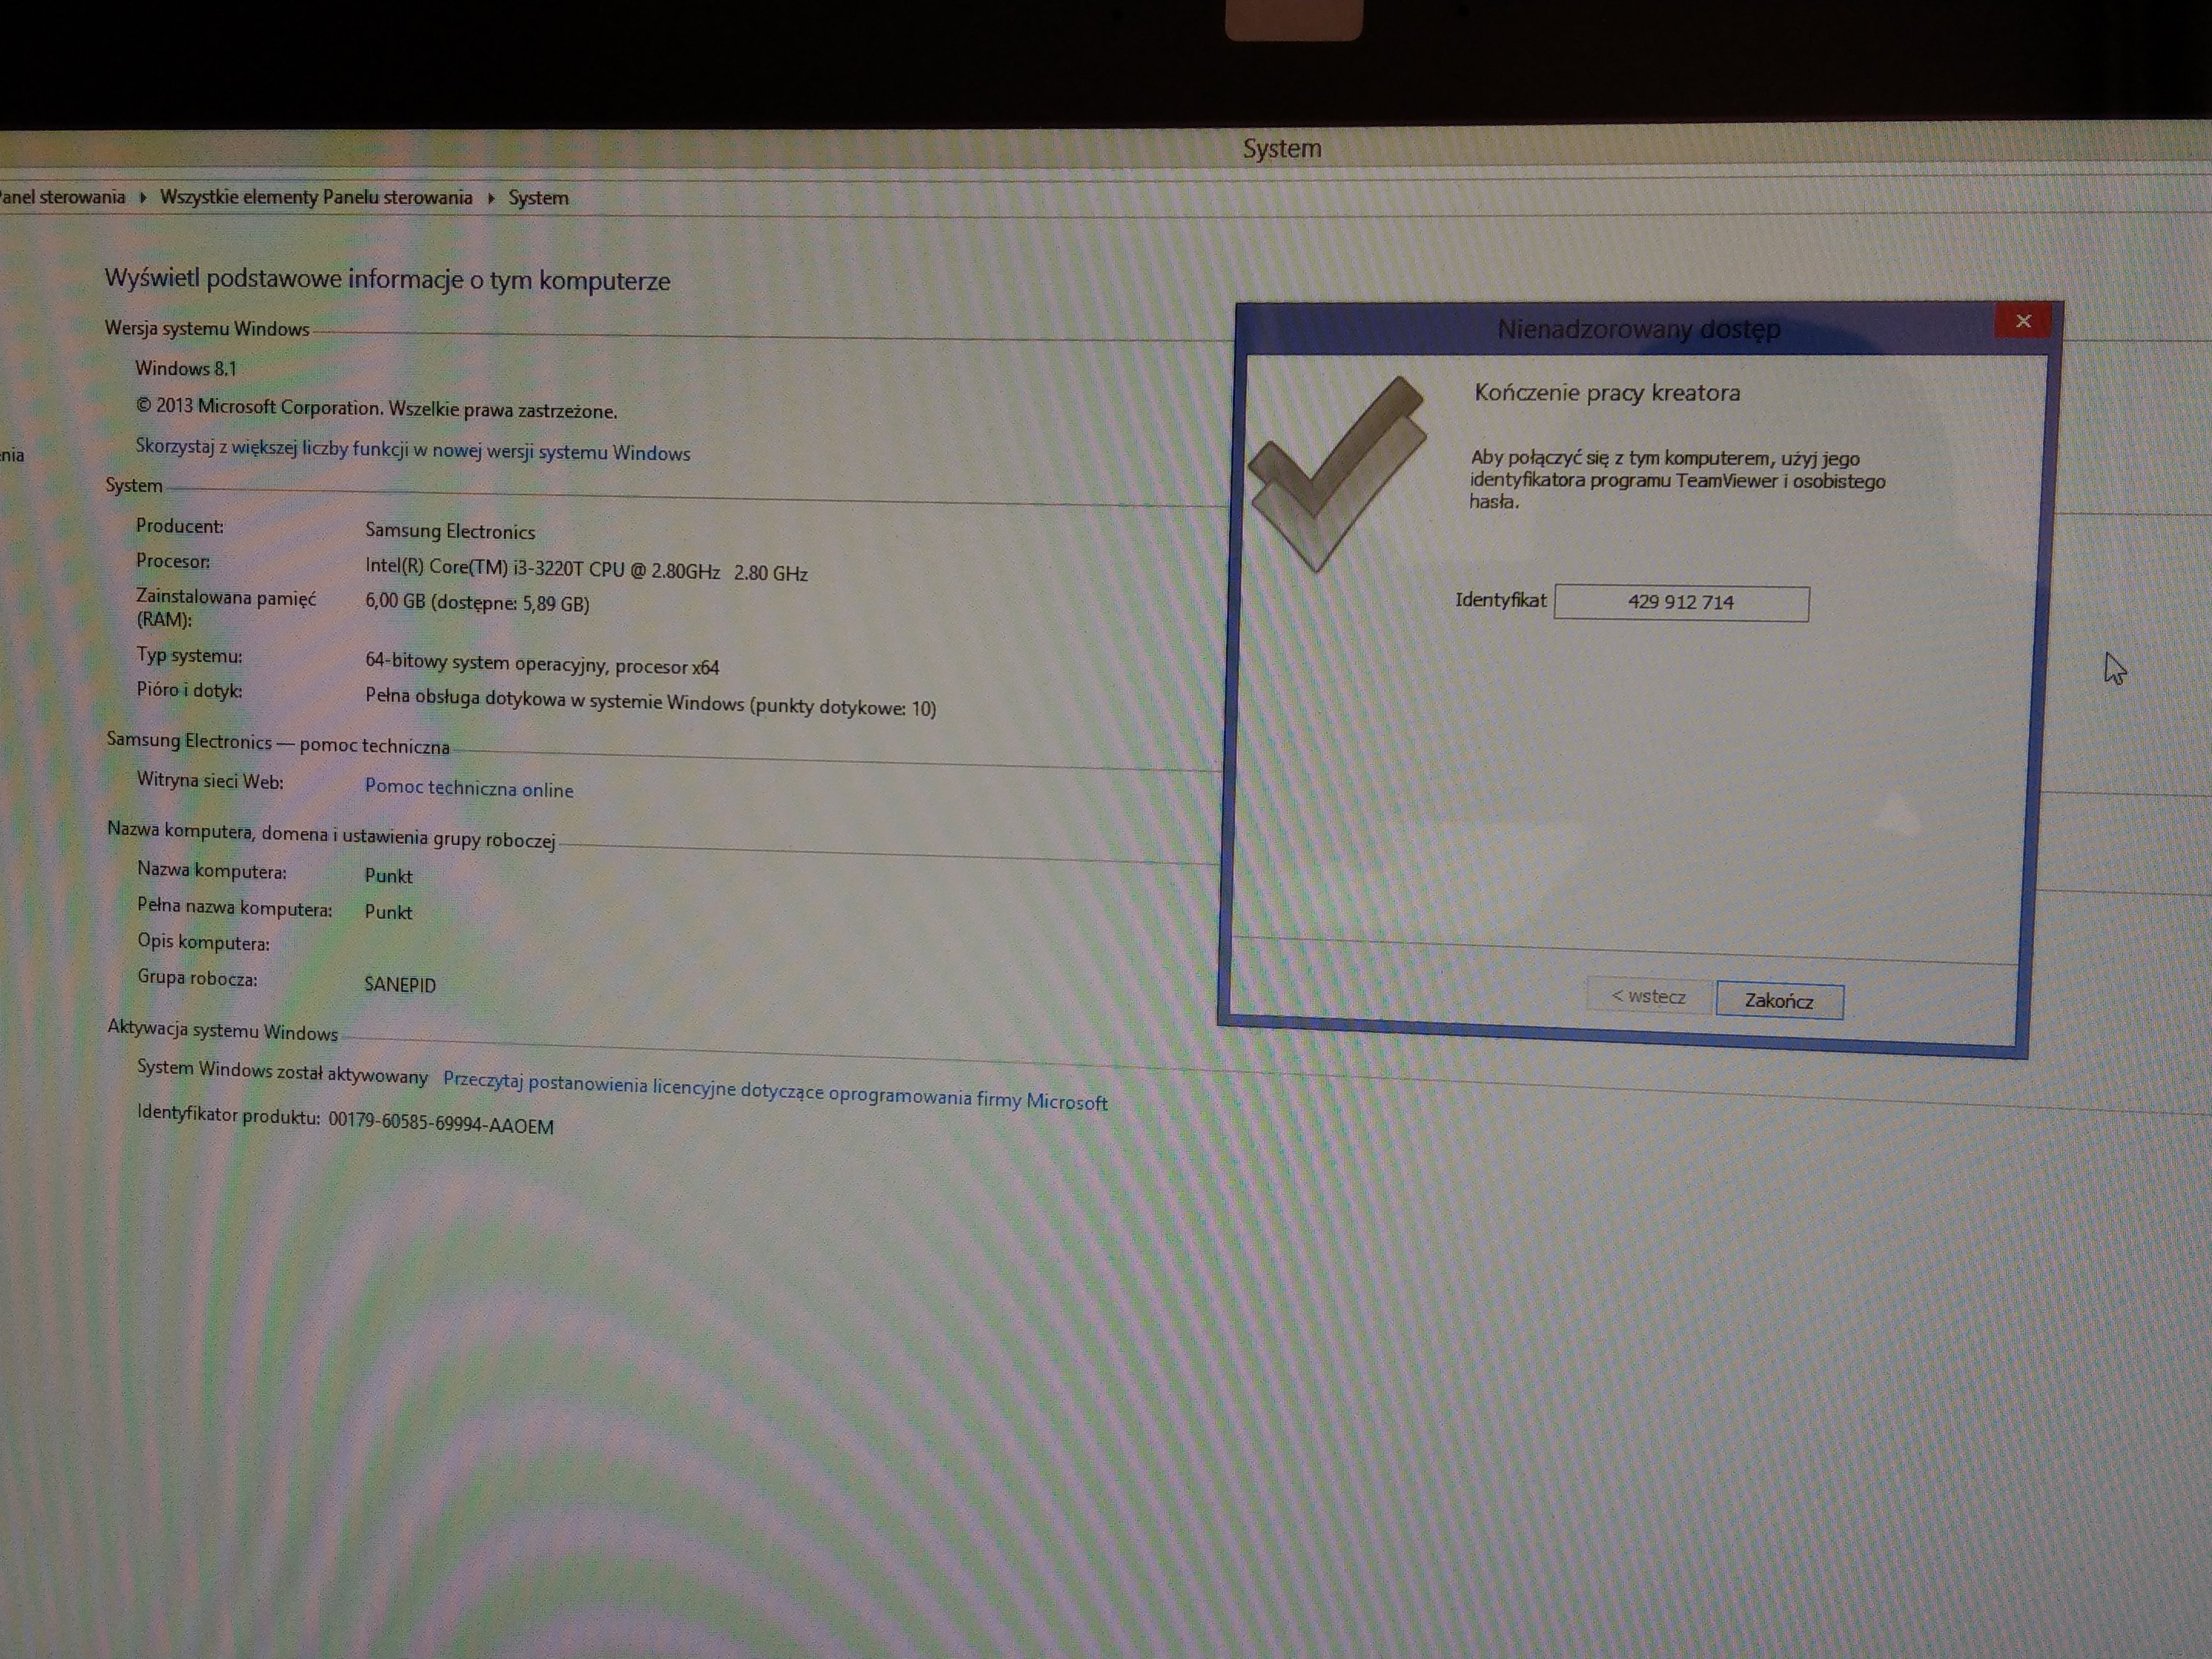 System
Panel sterowania Wszystkie elementy Panelu sterowania System
Wyświetl podstawowe informacje o tym komputerze
Wersja systemu Windows
Windows 8.1
© 2013 Microsoft Corporation. Wszelkie prawa zastrzeżone.
Skorzystaj z większej liczby funkcji w nowej wersji systemu Windows
System
Producent: Samsung Electronics
Procesor: Intel(R) Core(TM) i3-3220T CPU @ 2.80GHz 2.80 GHz
Zainstalowana pamięć 6,00 GB (dostępne: 5,89 GB)
(RAM):
Typ systemu: 64-bitowy system operacyjny, procesor x64
Pióro i dotyk: Pełna obsługa dotykowa w systemie Windows (punkty dotykowe: 10)
Samsung Electronics — pomoc techniczna
Witryna sieci Web: Pomoc techniczna online
Nazwa komputera, domena i ustawienia grupy roboczej
Nazwa komputera: Punkt
Pełna nazwa komputera: Punkt
Opis komputera:
Grupa robocza: SANEPID
Aktywacja systemu Windows
System Windows został aktywowany Przeczytaj postanowienia licencyjne dotyczące oprogramowania firmy Microsoft
Identyfikator produktu: 00179-60585-69994-AAOEM
Nienadzorowany dostęp
Kończenie pracy kreatora
Aby połączyć się z tym komputerem, użyj jego
identyfikatora programu TeamViewer i osobistego
hasła.
Identyfikat 429 912 714
< wstecz Zakończ